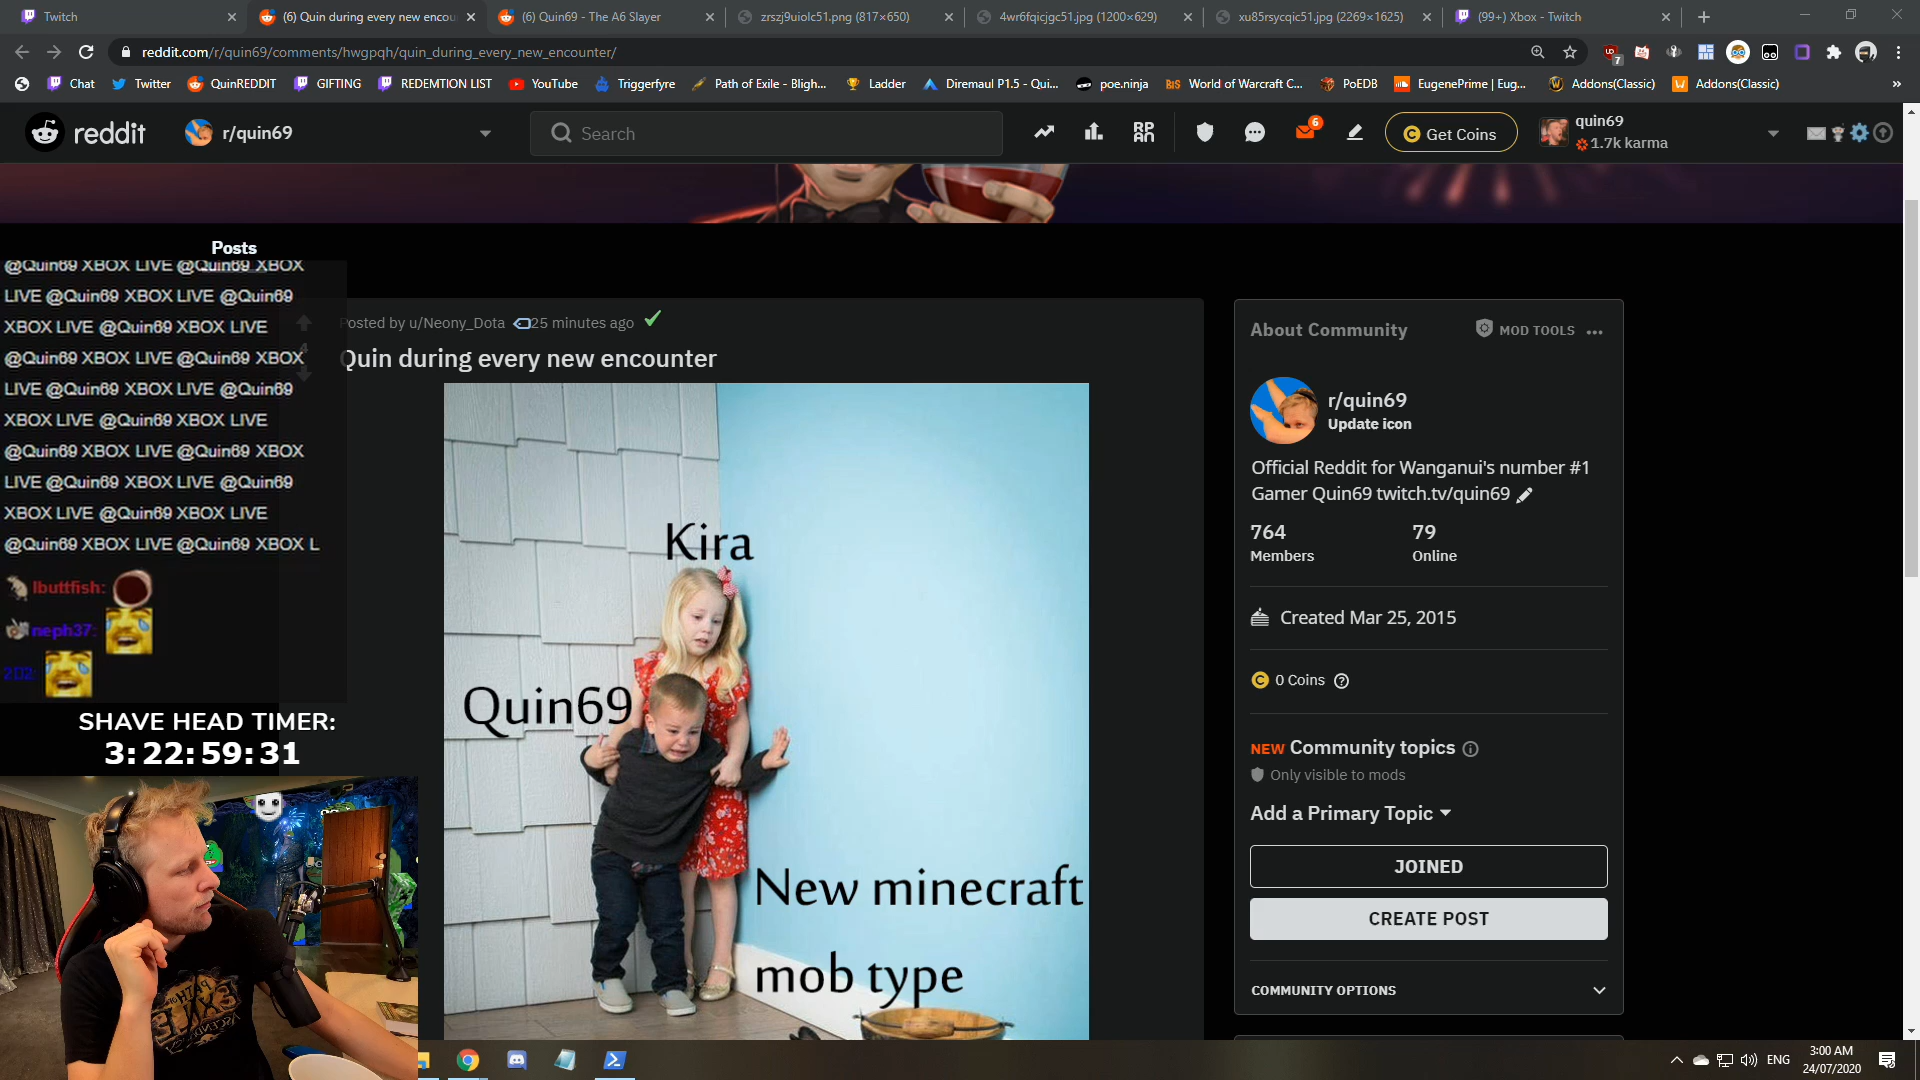 Twitch
(6) Quin during every new encou
(6) Quin69 - The A6 Slayer
zrszj9uiolc51.png (817×650)
4wr6fqicjgc51.jpg (1200×629)
xu85rsycqic51.jpg (2269×1625)
(99+) Xbox - Twitch
reddit.com/r/quin69/comments/hwgpqh/quin_during_every_new_encounter/
7
Chat
Twitter
QuinREDDIT
GIFTING
REDEMTION LIST
YouTube
Triggerfyre
Path of Exile - Bligh...
Ladder
Diremaul P1.5 - Qui...
poe.ninja
World of Warcraft C...
PoEDB
EugenePrime | Eug...
Addons(Classic)
Addons(Classic)
reddit
r/quin69
Search
6
Get Coins
quin69
1.7k karma
Posts
@Quin69 XBOX LIVE @Quin69 XBOX
LIVE @Quin69 XBOX LIVE @Quin69
XBOX LIVE @Quin69 XBOX LIVE
@Quin69 XBOX LIVE @Quin69 XBOX
LIVE @Quin69 XBOX LIVE @Quin69
XBOX LIVE @Quin69 XBOX LIVE
@Quin69 XBOX LIVE @Quin69 XBOX
LIVE @Quin69 XBOX LIVE @Quin69
XBOX LIVE @Quin69 XBOX LIVE
@Quin69 XBOX LIVE @Quin69 XBOX L
lbuttfish:
neph37:
2D2:
SHAVE HEAD TIMER:
3:22:59:31
4
Posted by u/Neony_Dota 25 minutes ago
Quin during every new encounter
Kira
Quin69
New minecraft
mob type
About Community
MOD TOOLS
r/quin69
Update icon
Official Reddit for Wanganui's number #1
Gamer Quin69 twitch.tv/quin69
764
Members
79
Online
Created Mar 25, 2015
0 Coins
NEW Community topics
Only visible to mods
Add a Primary Topic
JOINED
CREATE POST
COMMUNITY OPTIONS
ENG
3:00 AM
24/07/2020